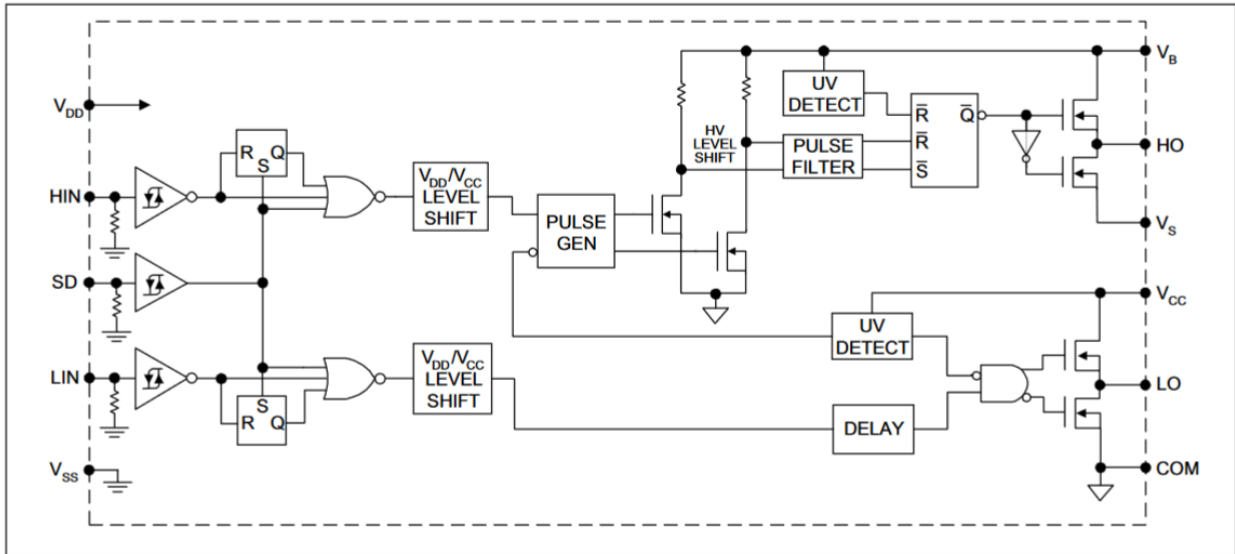 V_B
UV
DETECT
V_DD
R̅ Q̅
HV
LEVEL
SHIFT
R Q
S
PULSE
FILTER
R̅
HO
S̅
V_DD/V_CC
LEVEL
SHIFT
HIN
PULSE
GEN
V_S
SD
V_CC
UV
DETECT
V_DD/V_CC
LEVEL
SHIFT
LIN
LO
S
R Q
DELAY
V_SS
COM